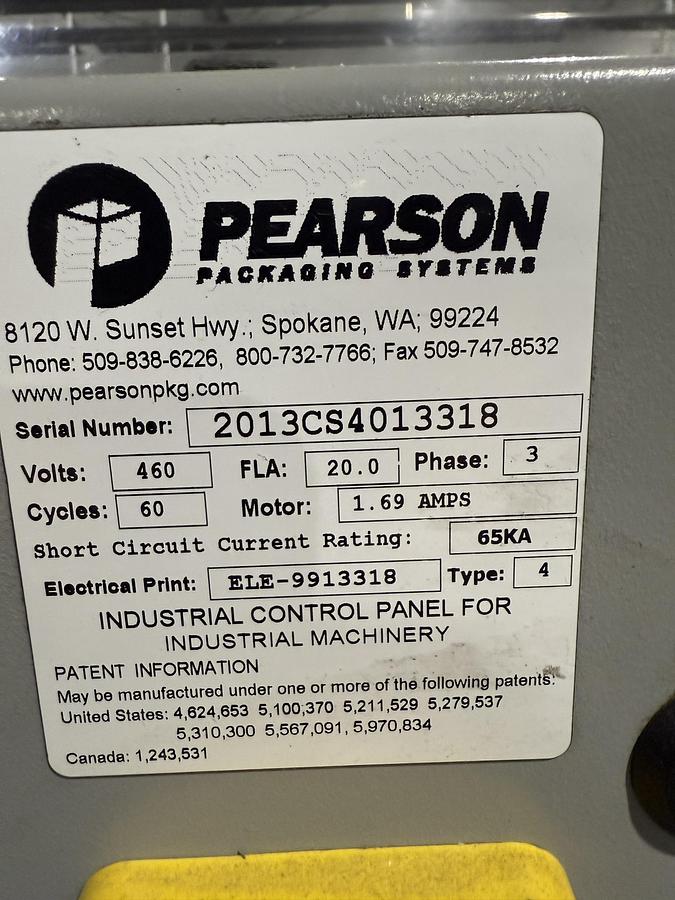 PEARSON
PACKAGING SYSTEMS
8120 W. Sunset Hwy.; Spokane, WA; 99224
Phone: 509-838-6226, 800-732-7766; Fax 509-747-8532
www.pearsonpkg.com
Serial Number: 2013CS4013318
Volts: 460 FLA: 20.0 Phase: 3
Cycles: 60 Motor: 1.69 AMPS
Short Circuit Current Rating: 65KA
Electrical Print: ELE-9913318 Type: 4
INDUSTRIAL CONTROL PANEL FOR
INDUSTRIAL MACHINERY
PATENT INFORMATION
May be manufactured under one or more of the following patents:
United States: 4,624,653 5,100,370 5,211,529 5,279,537
5,310,300 5,567,091, 5,970,834
Canada: 1,243,531